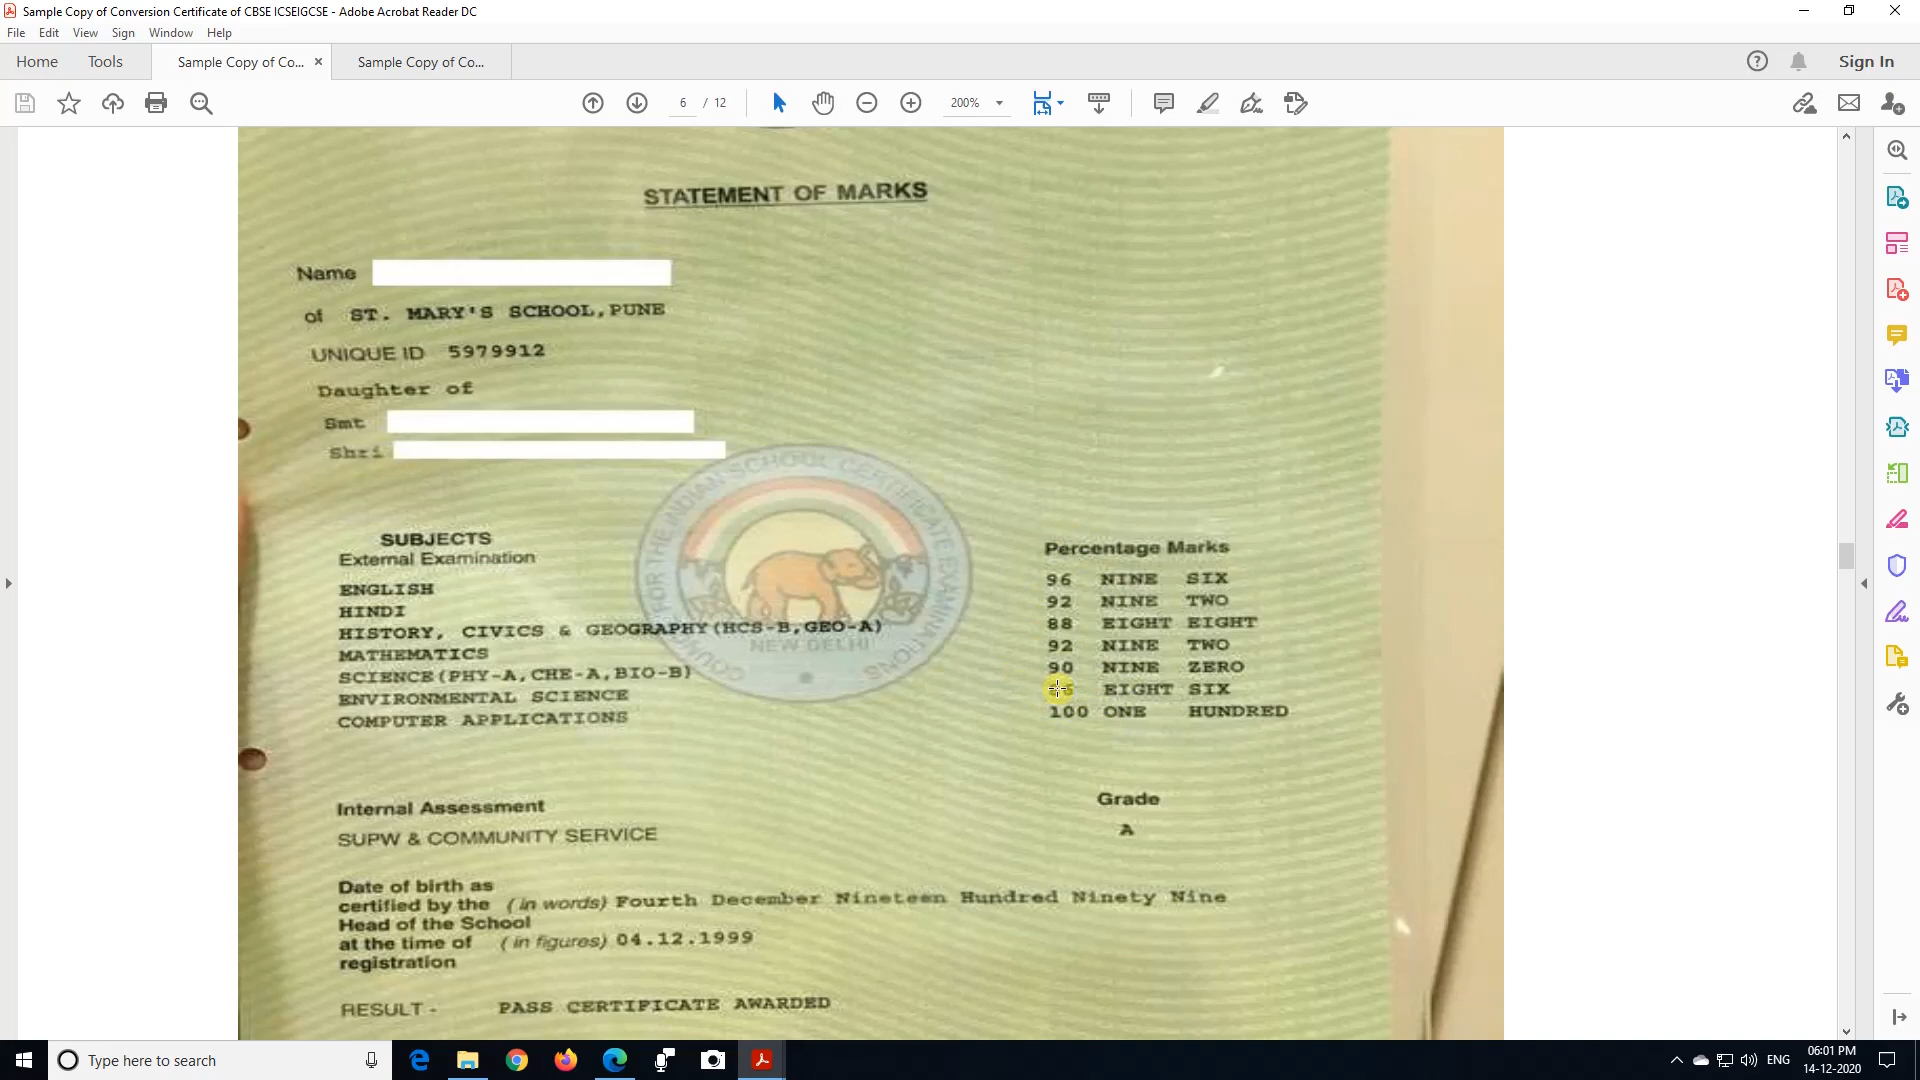 Sample Copy of Conversion Certificate of CBSE ICSEIGCSE - Adobe Acrobat Reader DC
File Edit View Sign Window Help
Home Tools Sample Copy of Co... × Sample Copy of Co... Sign In
6 / 12 200%
STATEMENT OF MARKS
Name
of ST. MARY'S SCHOOL, PUNE
UNIQUE ID 5979912
Daughter of
Smt
Shri
COUNCIL FOR THE INDIAN SCHOOL CERTIFICATE EXAMINATIONS
NEW DELHI
SUBJECTS
External Examination Percentage Marks
ENGLISH 96 NINE SIX
HINDI 92 NINE TWO
HISTORY, CIVICS & GEOGRAPHY(HCS-B,GEO-A) 88 EIGHT EIGHT
MATHEMATICS 92 NINE TWO
SCIENCE(PHY-A,CHE-A,BIO-B) 90 NINE ZERO
ENVIRONMENTAL SCIENCE EIGHT SIX
COMPUTER APPLICATIONS 100 ONE HUNDRED
Internal Assessment Grade
SUPW & COMMUNITY SERVICE A
Date of birth as
certified by the (in words) Fourth December Nineteen Hundred Ninety Nine
Head of the School
at the time of (in figures) 04.12.1999
registration
RESULT - PASS CERTIFICATE AWARDED
Type here to search
ENG
06:01 PM
14-12-2020